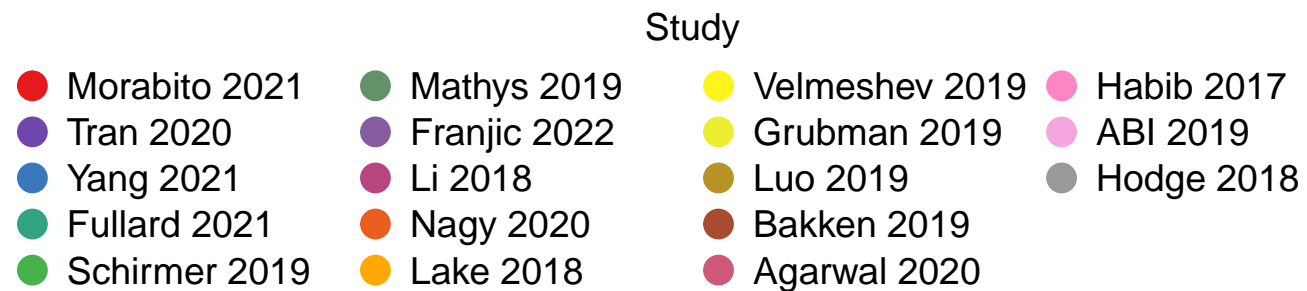 Study
Morabito 2021
Tran 2020
Yang 2021
Fullard 2021
Schirmer 2019
Mathys 2019
Franjic 2022
Li 2018
Nagy 2020
Lake 2018
Velmeshev 2019
Grubman 2019
Luo 2019
Bakken 2019
Agarwal 2020
Habib 2017
ABI 2019
Hodge 2018